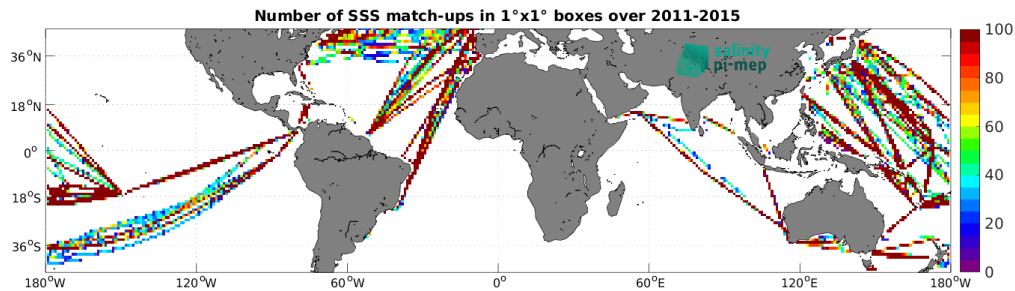 Number of SSS match-ups in 1°x1° boxes over 2011-2015
salinity
pi-mep
36°N
18°N
0°
18°S
36°S
180°W
120°W
60°W
0°
60°E
120°E
180°W
100
80
60
40
20
0